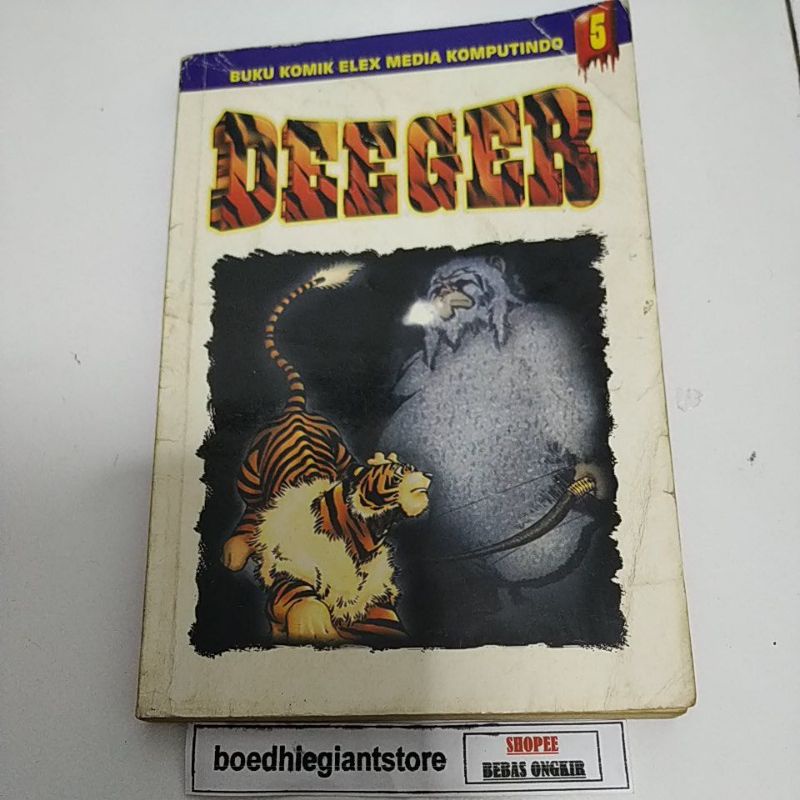 BUKU KOMIK ELEX MEDIA KOMPUTINDO
5
DEEGER
boedhiegiantstore
SHOPEE
BEBAS ONGKIR